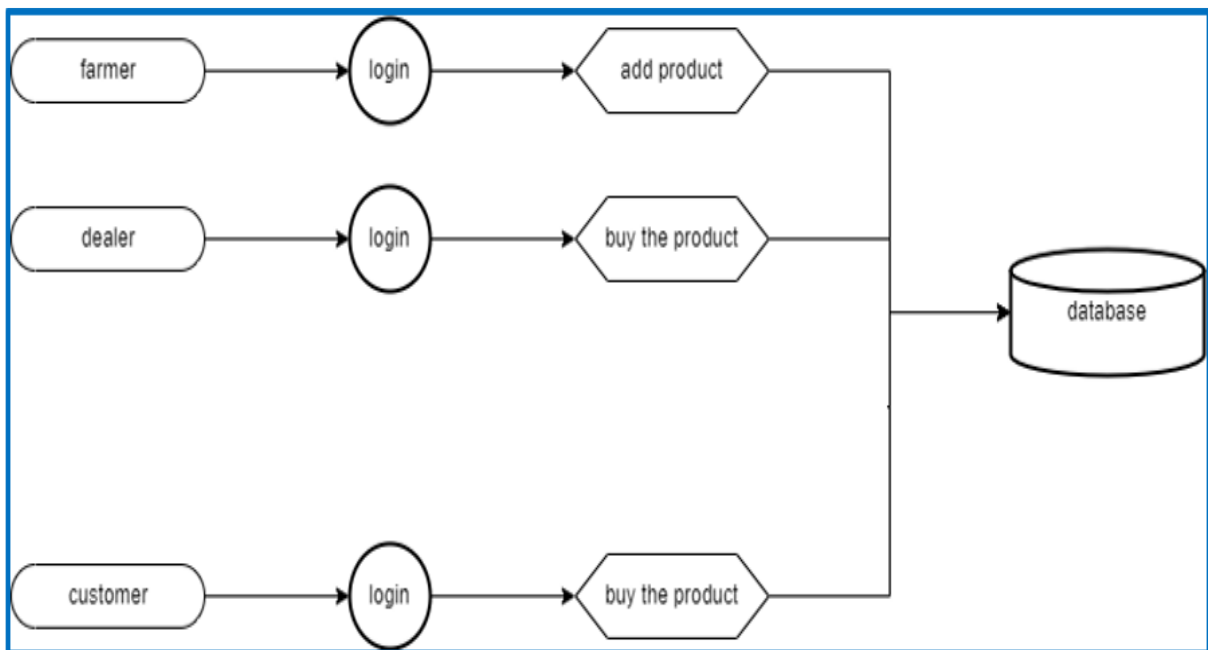 farmer
login
add product
dealer
login
buy the product
database
customer
login
buy the product